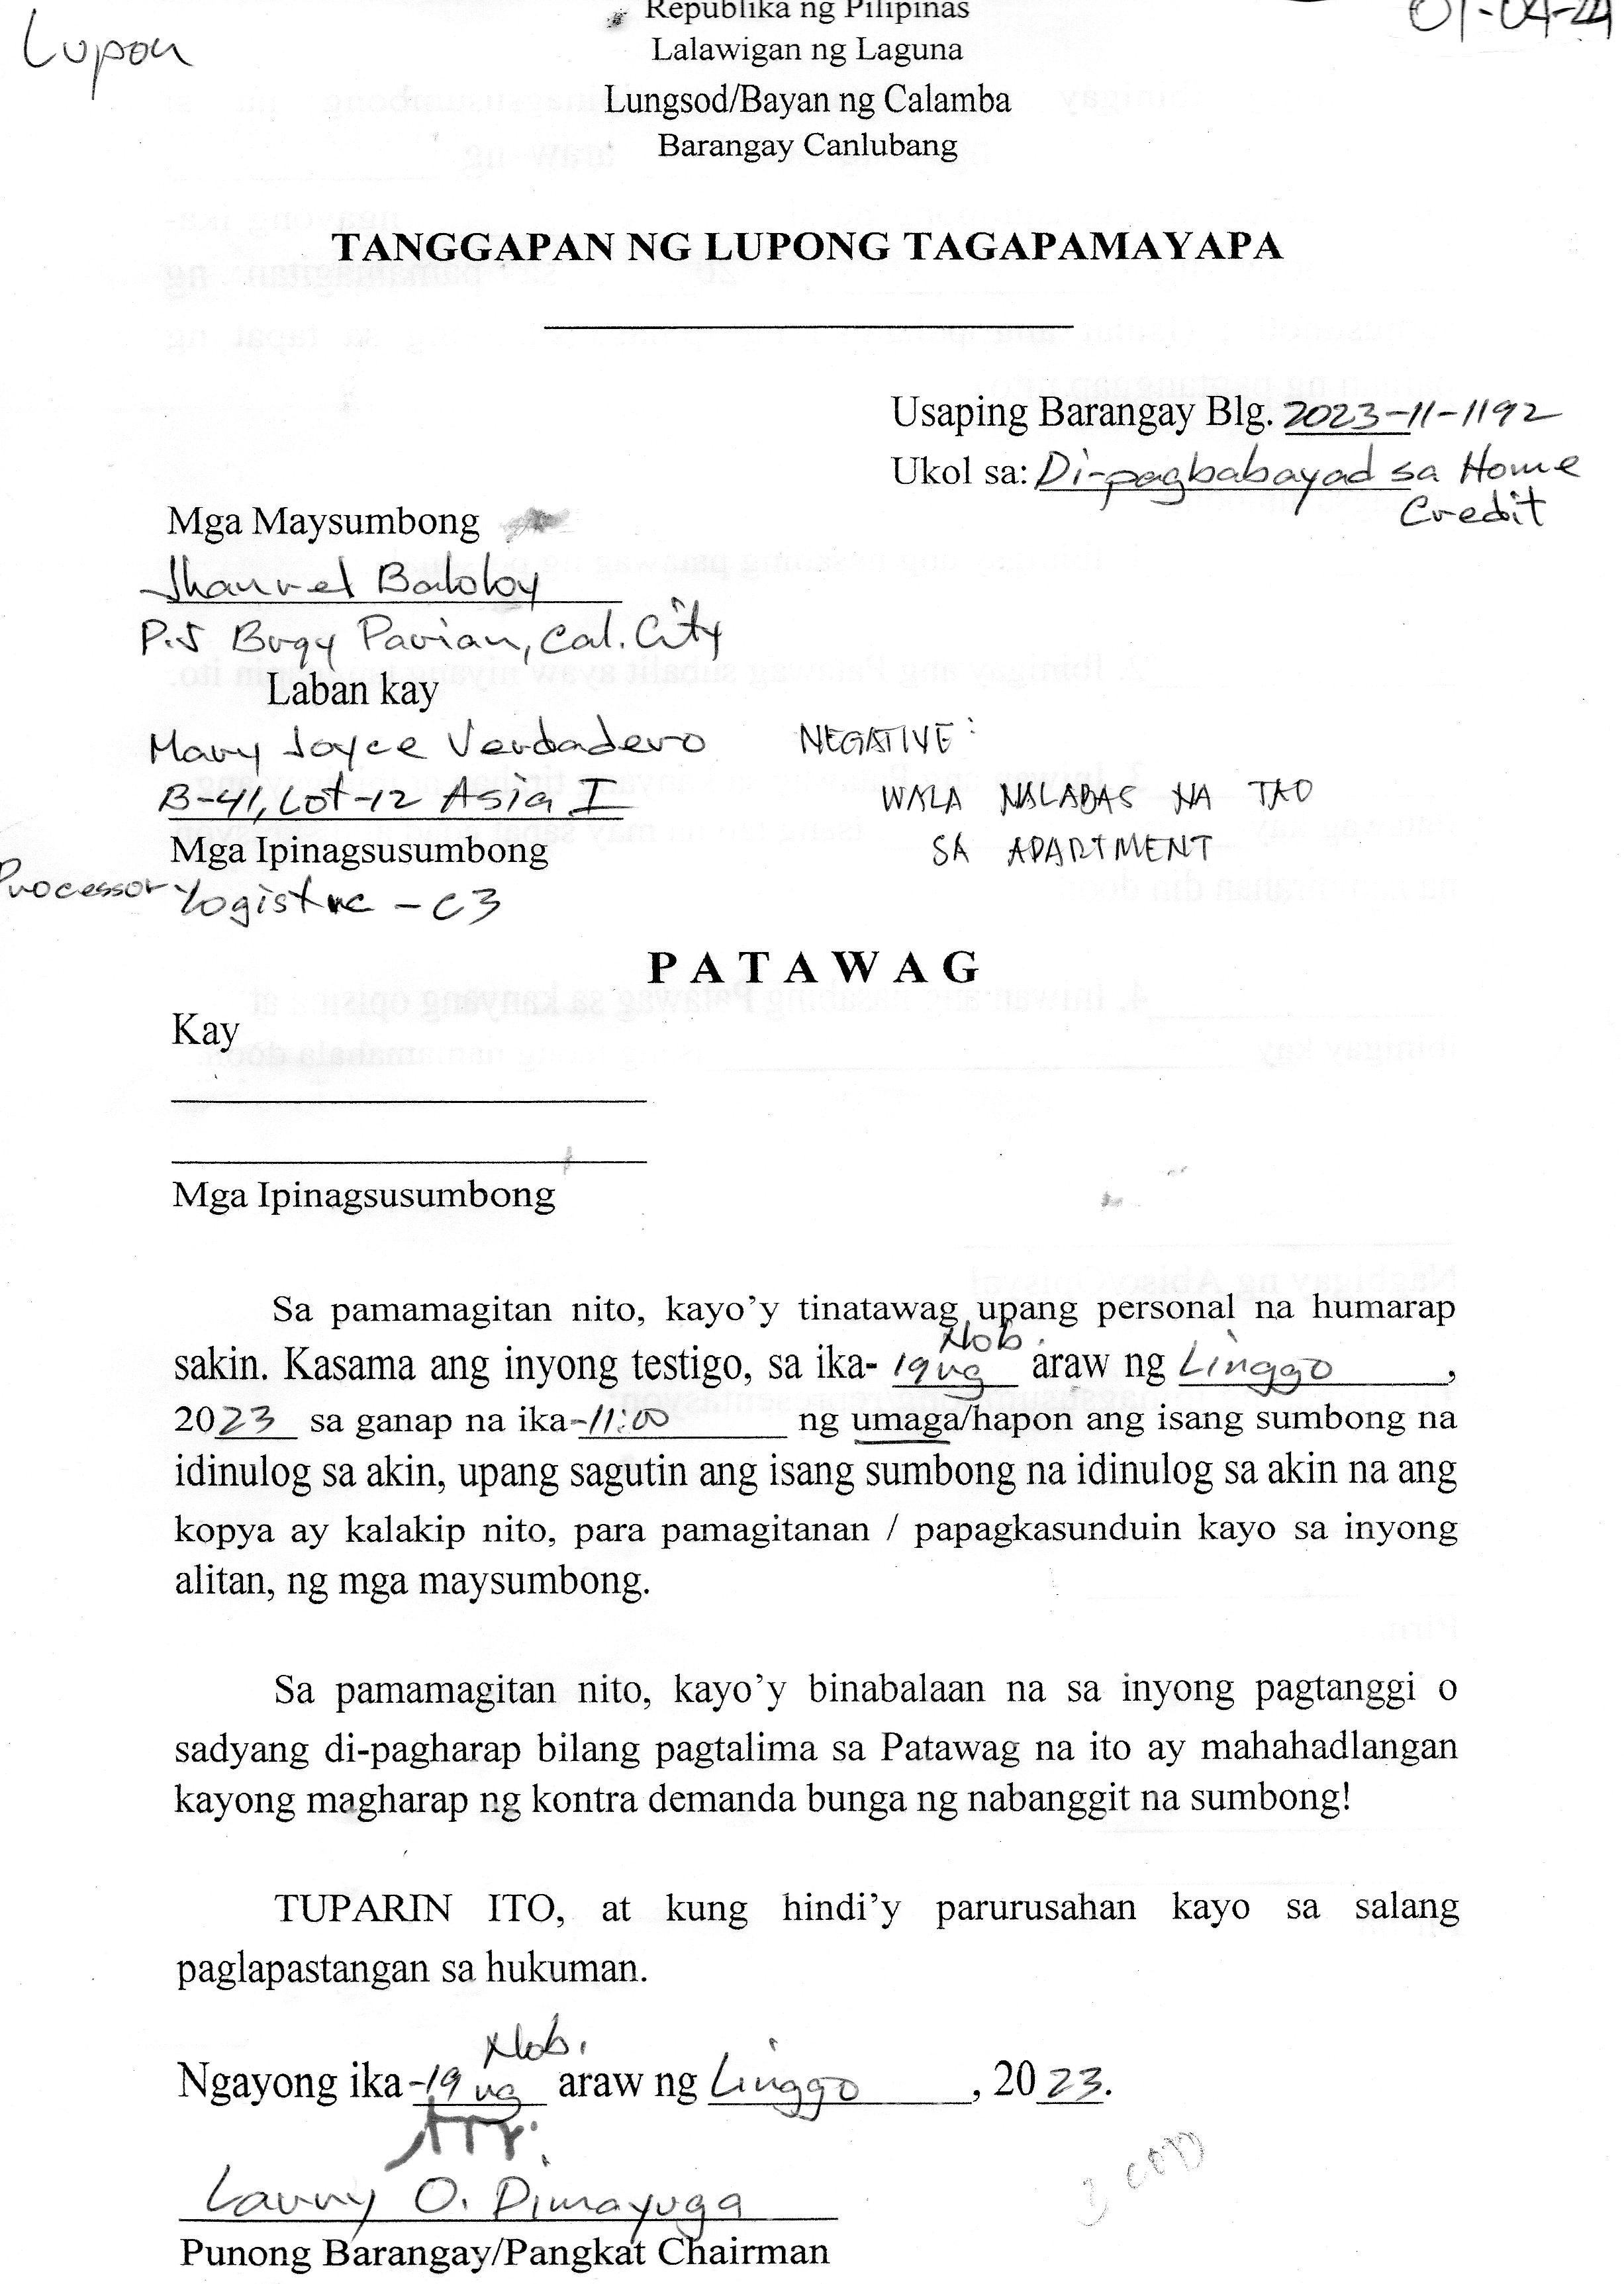 Lupon
01-04-24
Republika ng Pilipinas
Lalawigan ng Laguna
Lungsod/Bayan ng Calamba
Barangay Canlubang
TANGGAPAN NG LUPONG TAGAPAMAYAPA
Usaping Barangay Blg. 2023-11-1192
Ukol sa: Di-pagbabayad sa Home
Credit
Mga Maysumbong
Jhanrel Baloloy
P.5 Brgy Parian, Cal. City
Laban kay
Mary Joyce Verdadero
NEGATIVE:
B-41, Lot-12 Asia I
WALA NALABAS NA TAO
Mga Ipinagsusumbong
SA APARTMENT
Processor Logistic - C3
PATAWAG
Kay
Mga Ipinagsusumbong
Sa pamamagitan nito, kayo'y tinatawag upang personal na humarap
sakin. Kasama ang inyong testigo, sa ika- 19 ng Nob. araw ng Linggo,
2023 sa ganap na ika-11:00 ng umaga/hapon ang isang sumbong na
idinulog sa akin, upang sagutin ang isang sumbong na idinulog sa akin na ang
kopya ay kalakip nito, para pamagitanan / papagkasunduin kayo sa inyong
alitan, ng mga maysumbong.
Sa pamamagitan nito, kayo'y binabalaan na sa inyong pagtanggi o
sadyang di-pagharap bilang pagtalima sa Patawag na ito ay mahahadlangan
kayong magharap ng kontra demanda bunga ng nabanggit na sumbong!
TUPARIN ITO, at kung hindi'y parurusahan kayo sa salang
paglapastangan sa hukuman.
Ngayong ika-19 ng Nob. araw ng Linggo, 2023.
Larry O. Dimayuga
Punong Barangay/Pangkat Chairman